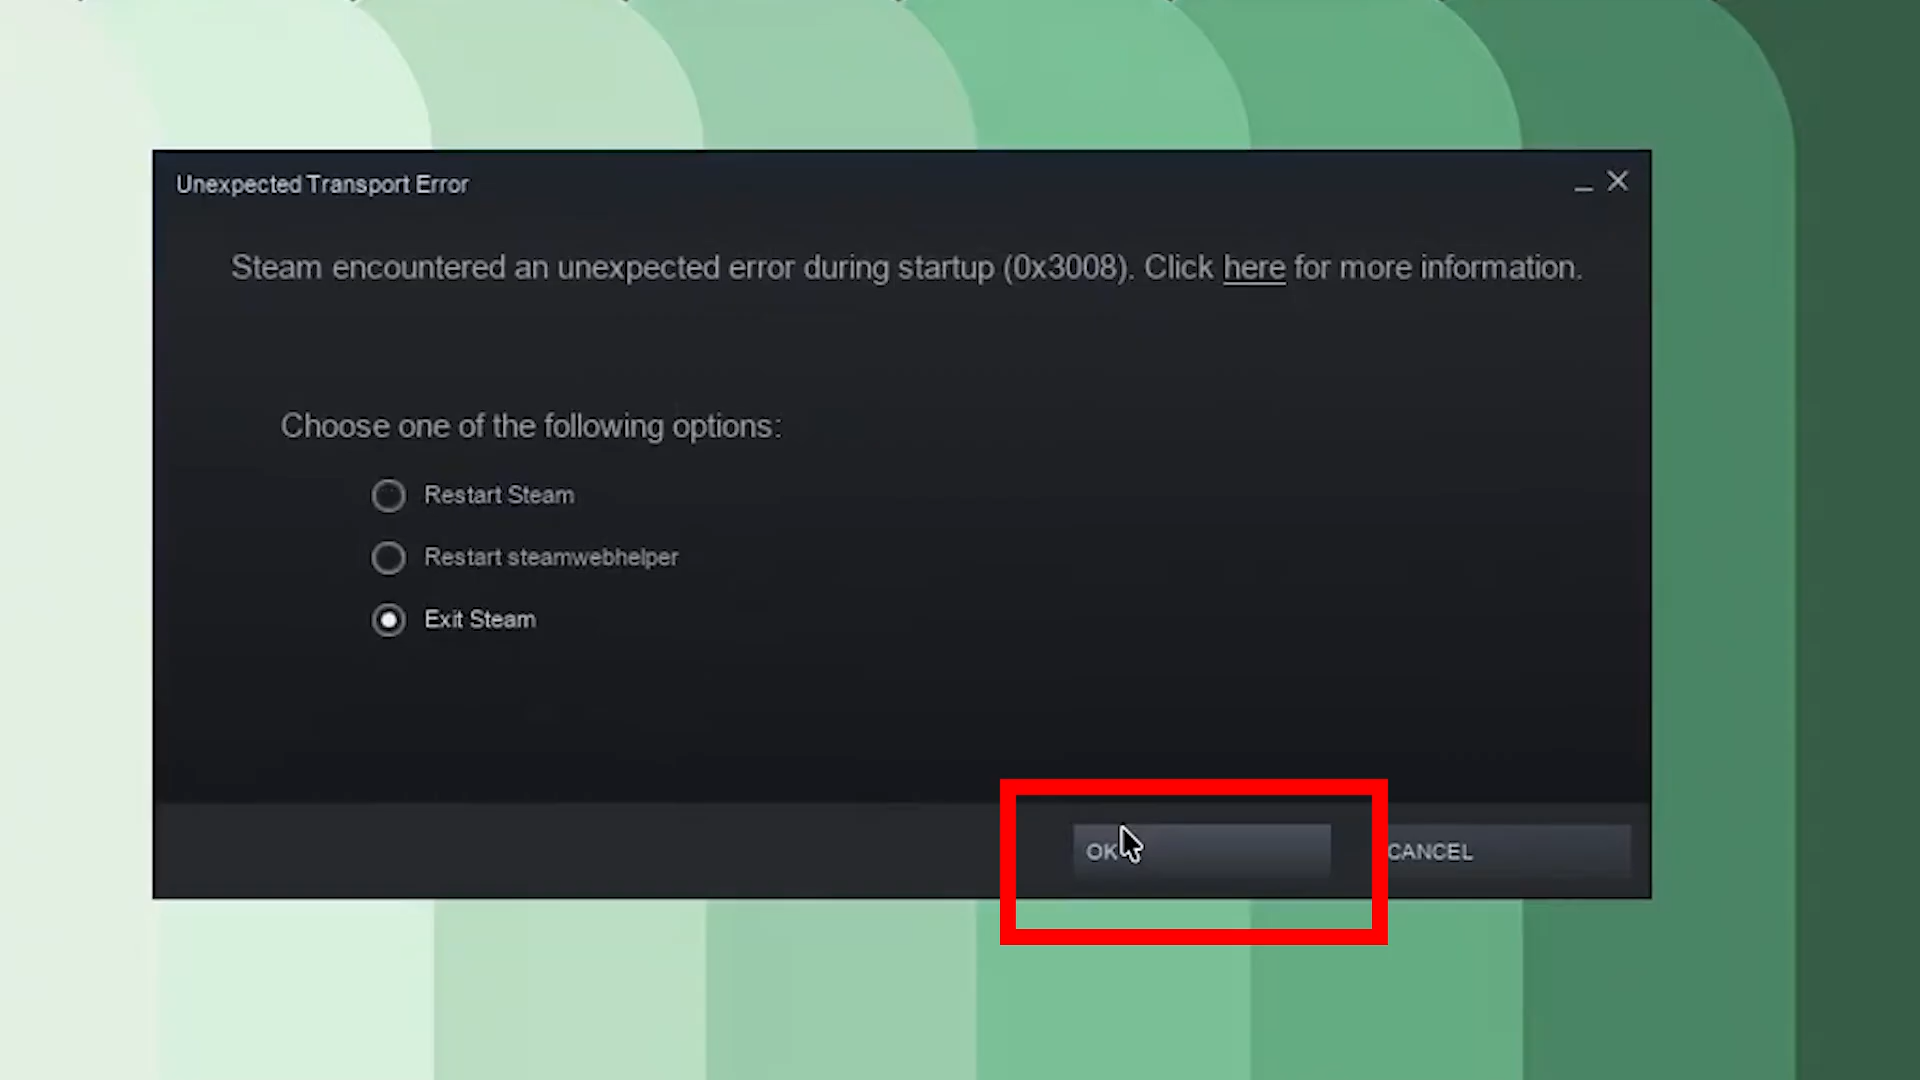 Unexpected Transport Error
Steam encountered an unexpected error during startup (0x3008). Click here for more information.
Choose one of the following options:
Restart Steam
Restart steamwebhelper
Exit Steam
OK
CANCEL